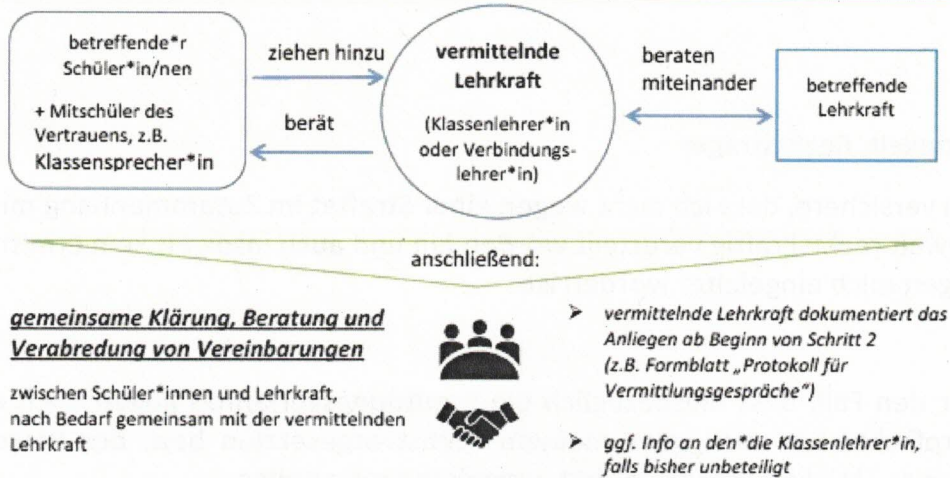 betreffende*r
Schüler*in/nen
+ Mitschüler des
Vertrauens, z.B.
Klassensprecher*in
ziehen hinzu
berät
vermittelnde
Lehrkraft
(Klassenlehrer*in
oder Verbindungs-
lehrer*in)
beraten
miteinander
betreffende
Lehrkraft
anschließend:
gemeinsame Klärung, Beratung und
Verabredung von Vereinbarungen
zwischen Schüler*innen und Lehrkraft,
nach Bedarf gemeinsam mit der vermittelnden
Lehrkraft
➤ vermittelnde Lehrkraft dokumentiert das
Anliegen ab Beginn von Schritt 2
(z.B. Formblatt „Protokoll für
Vermittlungsgespräche“)
➤ ggf. Info an den*die Klassenlehrer*in,
falls bisher unbeteiligt